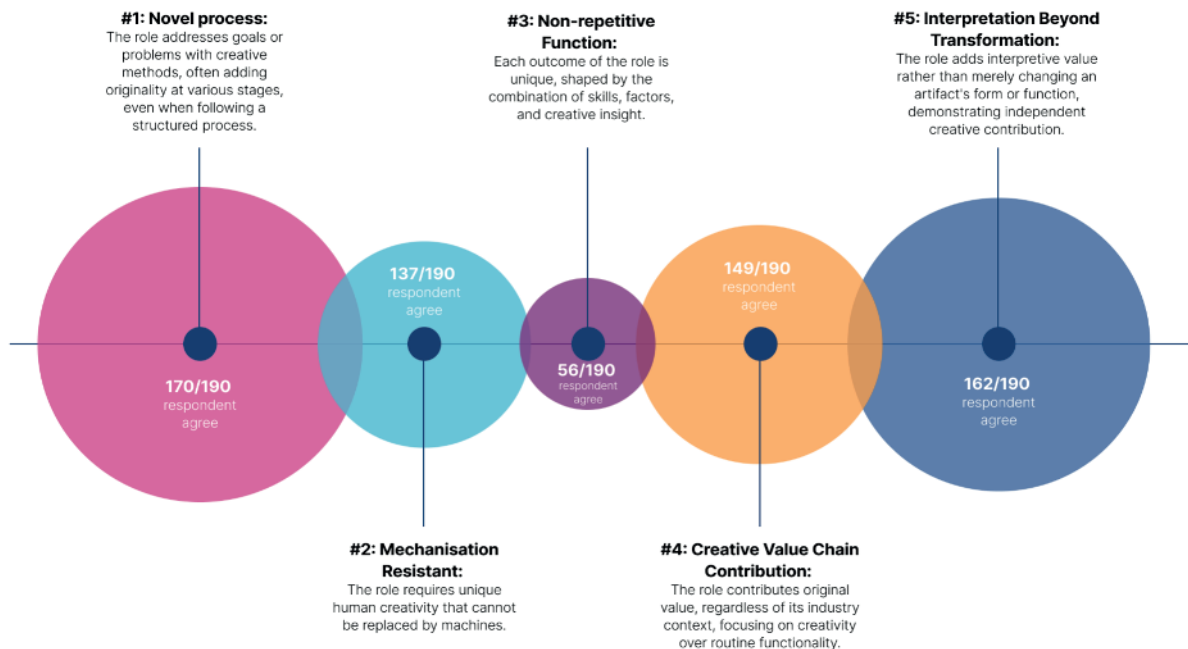 #1: Novel process:
The role addresses goals or
problems with creative
methods, often adding
originality at various stages,
even when following a
structured process.
#3: Non-repetitive
Function:
Each outcome of the role is
unique, shaped by the
combination of skills, factors,
and creative insight.
#5: Interpretation Beyond
Transformation:
The role adds interpretive value
rather than merely changing an
artifact's form or function,
demonstrating independent
creative contribution.
170/190
respondent
agree
137/190
respondent
agree
56/190
respondent
agree
149/190
respondent
agree
162/190
respondent
agree
#2: Mechanisation
Resistant:
The role requires unique
human creativity that cannot
be replaced by machines.
#4: Creative Value Chain
Contribution:
The role contributes original
value, regardless of its industry
context, focusing on creativity
over routine functionality.